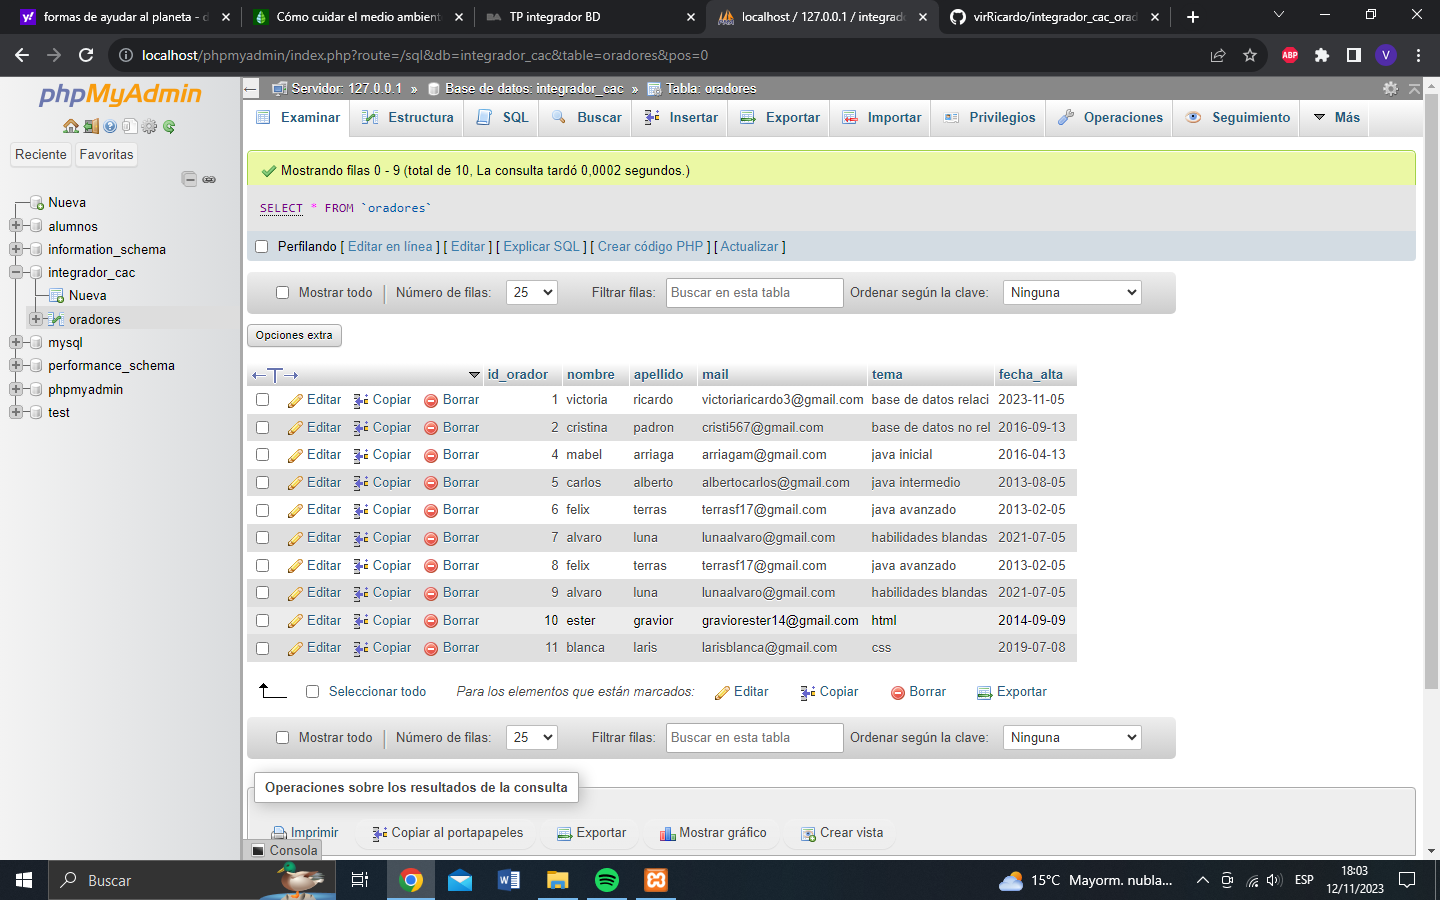 formas de ayudar al planeta - d
Cómo cuidar el medio ambient
TP integrador BD
localhost / 127.0.0.1 / integrado
virRicardo/integrador_cac_orad
localhost/phpmyadmin/index.php?route=/sql&db=integrador_cac&table=oradores&pos=0
ABP
V
phpMyAdmin
Reciente
Favoritas
Nueva
alumnos
information_schema
integrador_cac
Nueva
oradores
mysql
performance_schema
phpmyadmin
test
Servidor: 127.0.0.1 » Base de datos: integrador_cac » Tabla: oradores
Examinar Estructura SQL Buscar Insertar Exportar Importar Privilegios Operaciones Seguimiento Más
Mostrando filas 0 - 9 (total de 10, La consulta tardó 0,0002 segundos.)
SELECT * FROM `oradores`
Perfilando [ Editar en línea ] [ Editar ] [ Explicar SQL ] [ Crear código PHP ] [ Actualizar ]
Mostrar todo Número de filas: 25 Filtrar filas: Buscar en esta tabla Ordenar según la clave: Ninguna
Opciones extra
←T→ id_orador nombre apellido mail tema fecha_alta
Editar Copiar Borrar 1 victoria ricardo victoriaricardo3@gmail.com base de datos relaci 2023-11-05
Editar Copiar Borrar 2 cristina padron cristi567@gmail.com base de datos no rel 2016-09-13
Editar Copiar Borrar 4 mabel arriaga arriagam@gmail.com java inicial 2016-04-13
Editar Copiar Borrar 5 carlos alberto albertocarlos@gmail.com java intermedio 2013-08-05
Editar Copiar Borrar 6 felix terras terrasf17@gmail.com java avanzado 2013-02-05
Editar Copiar Borrar 7 alvaro luna lunaalvaro@gmail.com habilidades blandas 2021-07-05
Editar Copiar Borrar 8 felix terras terrasf17@gmail.com java avanzado 2013-02-05
Editar Copiar Borrar 9 alvaro luna lunaalvaro@gmail.com habilidades blandas 2021-07-05
Editar Copiar Borrar 10 ester gravior graviorester14@gmail.com html 2014-09-09
Editar Copiar Borrar 11 blanca laris larisblanca@gmail.com css 2019-07-08
Seleccionar todo Para los elementos que están marcados: Editar Copiar Borrar Exportar
Mostrar todo Número de filas: 25 Filtrar filas: Buscar en esta tabla Ordenar según la clave: Ninguna
Operaciones sobre los resultados de la consulta
Imprimir Copiar al portapapeles Exportar Mostrar gráfico Crear vista
Consola
Buscar
15°C Mayorm. nubla...
ESP
18:03
12/11/2023